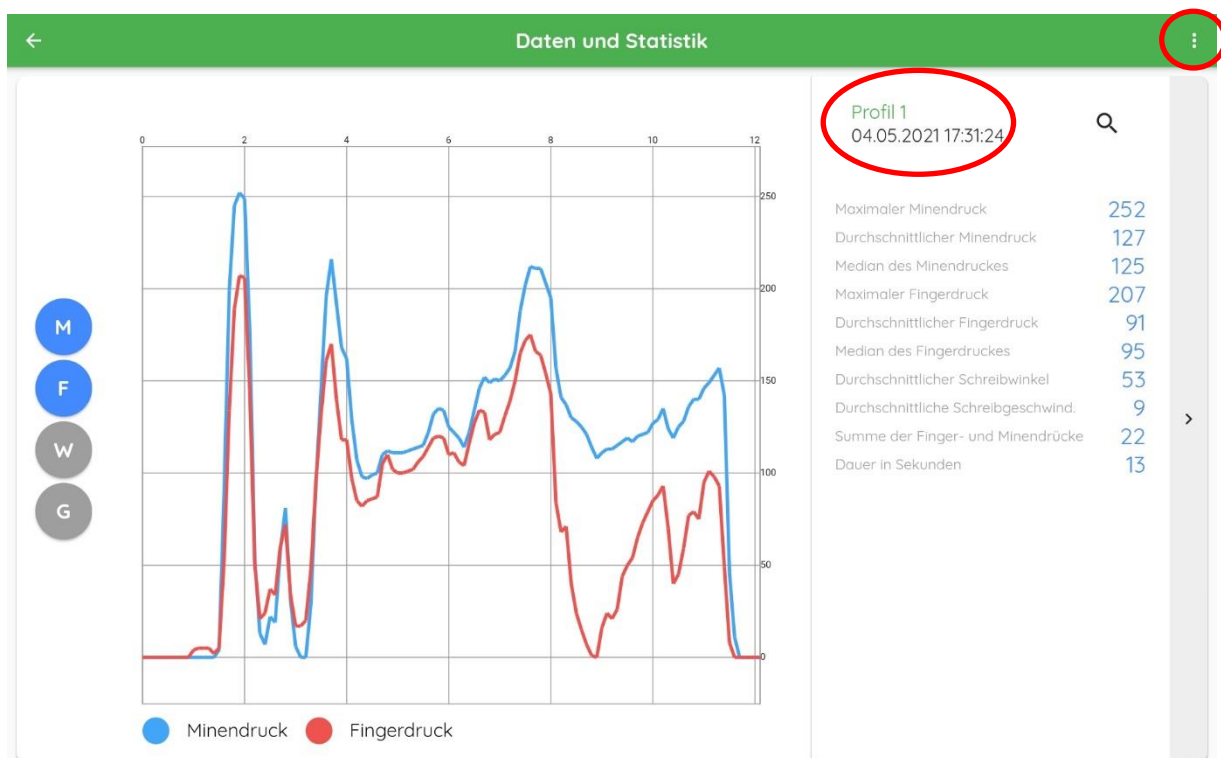 Daten und Statistik
Profil 1
04.05.2021 17:31:24
0 2 4 6 8 10 12
250
200
150
100
50
0
M
F
W
G
Minendruck Fingerdruck
Maximaler Minendruck 252
Durchschnittlicher Minendruck 127
Median des Minendruckes 125
Maximaler Fingerdruck 207
Durchschnittlicher Fingerdruck 91
Median des Fingerdruckes 95
Durchschnittlicher Schreibwinkel 53
Durchschnittliche Schreibgeschwind. 9
Summe der Finger- und Minendrücke 22
Dauer in Sekunden 13